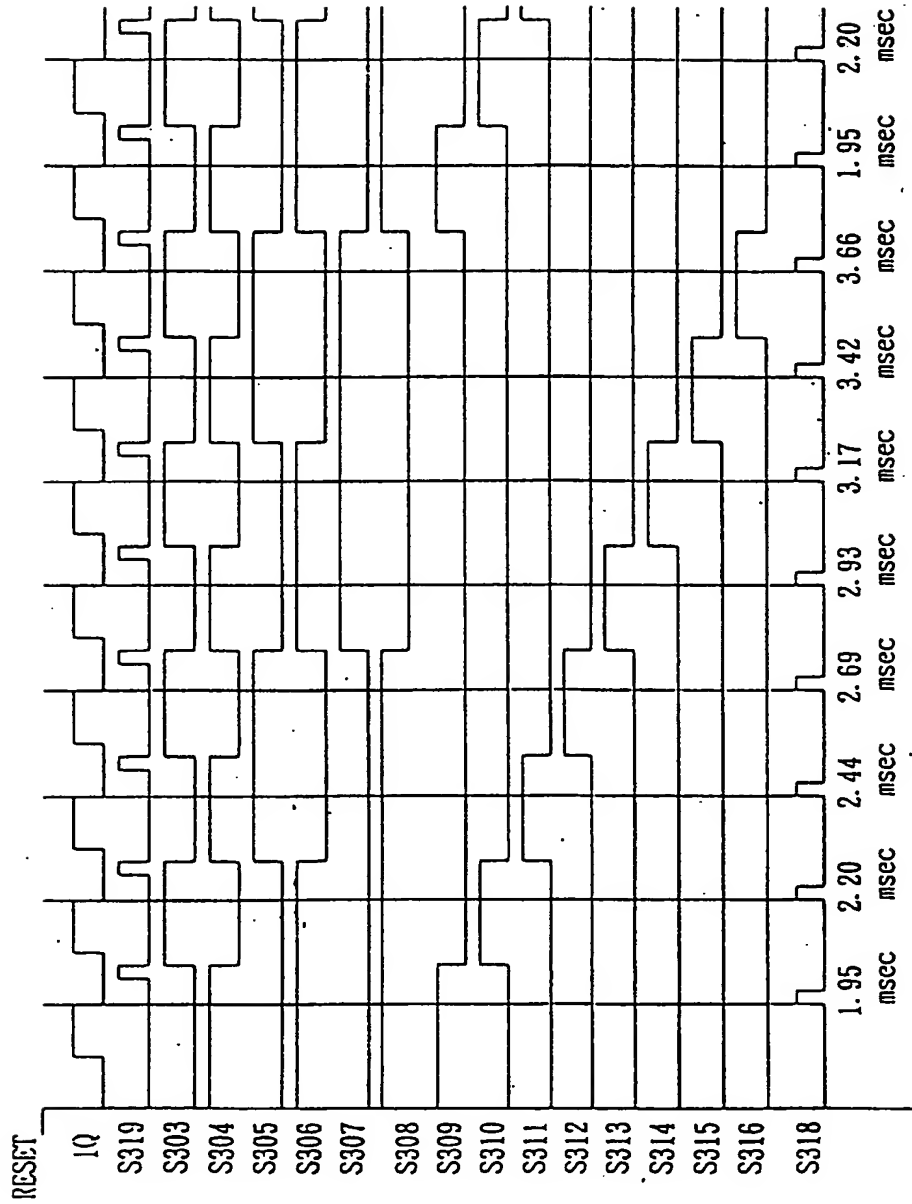 RESET
1Q
S319
S303
S304
S305
S306
S307
S308
S309
S310
S311
S312
S313
S314
S315
S316
S318
1.95 msec
2.20 msec
2.44 msec
2.69 msec
2.93 msec
3.17 msec
3.42 msec
3.66 msec
1.95 msec
2.20 msec